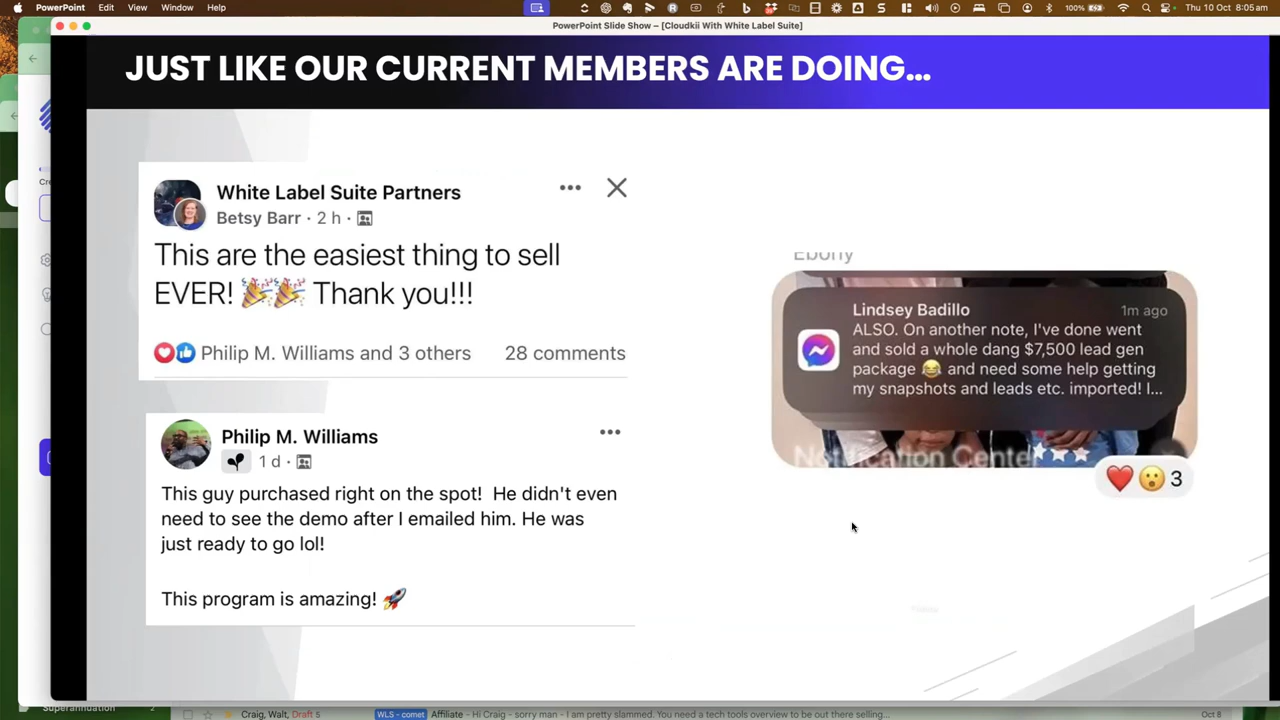 PowerPoint Edit View Window Help
100%
Thu 10 Oct 8:05 am
PowerPoint Slide Show – [Cloudkii With White Label Suite]
JUST LIKE OUR CURRENT MEMBERS ARE DOING...
White Label Suite Partners
Betsy Barr · 2 h ·
This are the easiest thing to sell
EVER! 🎉🎉 Thank you!!!
Philip M. Williams and 3 others 28 comments
Philip M. Williams
1 d ·
This guy purchased right on the spot! He didn't even
need to see the demo after I emailed him. He was
just ready to go lol!
This program is amazing! 🚀
Ebony
Lindsey Badillo 1m ago
ALSO. On another note, I've done went
and sold a whole dang $7,500 lead gen
package 😂 and need some help getting
my snapshots and leads etc. imported! I...
Notification Center
❤️😮 3
Cre
Superannuation 2
Craig, Walt, Draft 5 WLS - comet Affiliate - Hi Craig - sorry man - I am pretty slammed. You need a tech tools overview to be out there selling... Oct 8